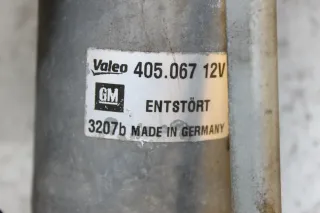 Valeo 405.067 12V
GM ENTSTÖRT
3207b MADE IN GERMANY